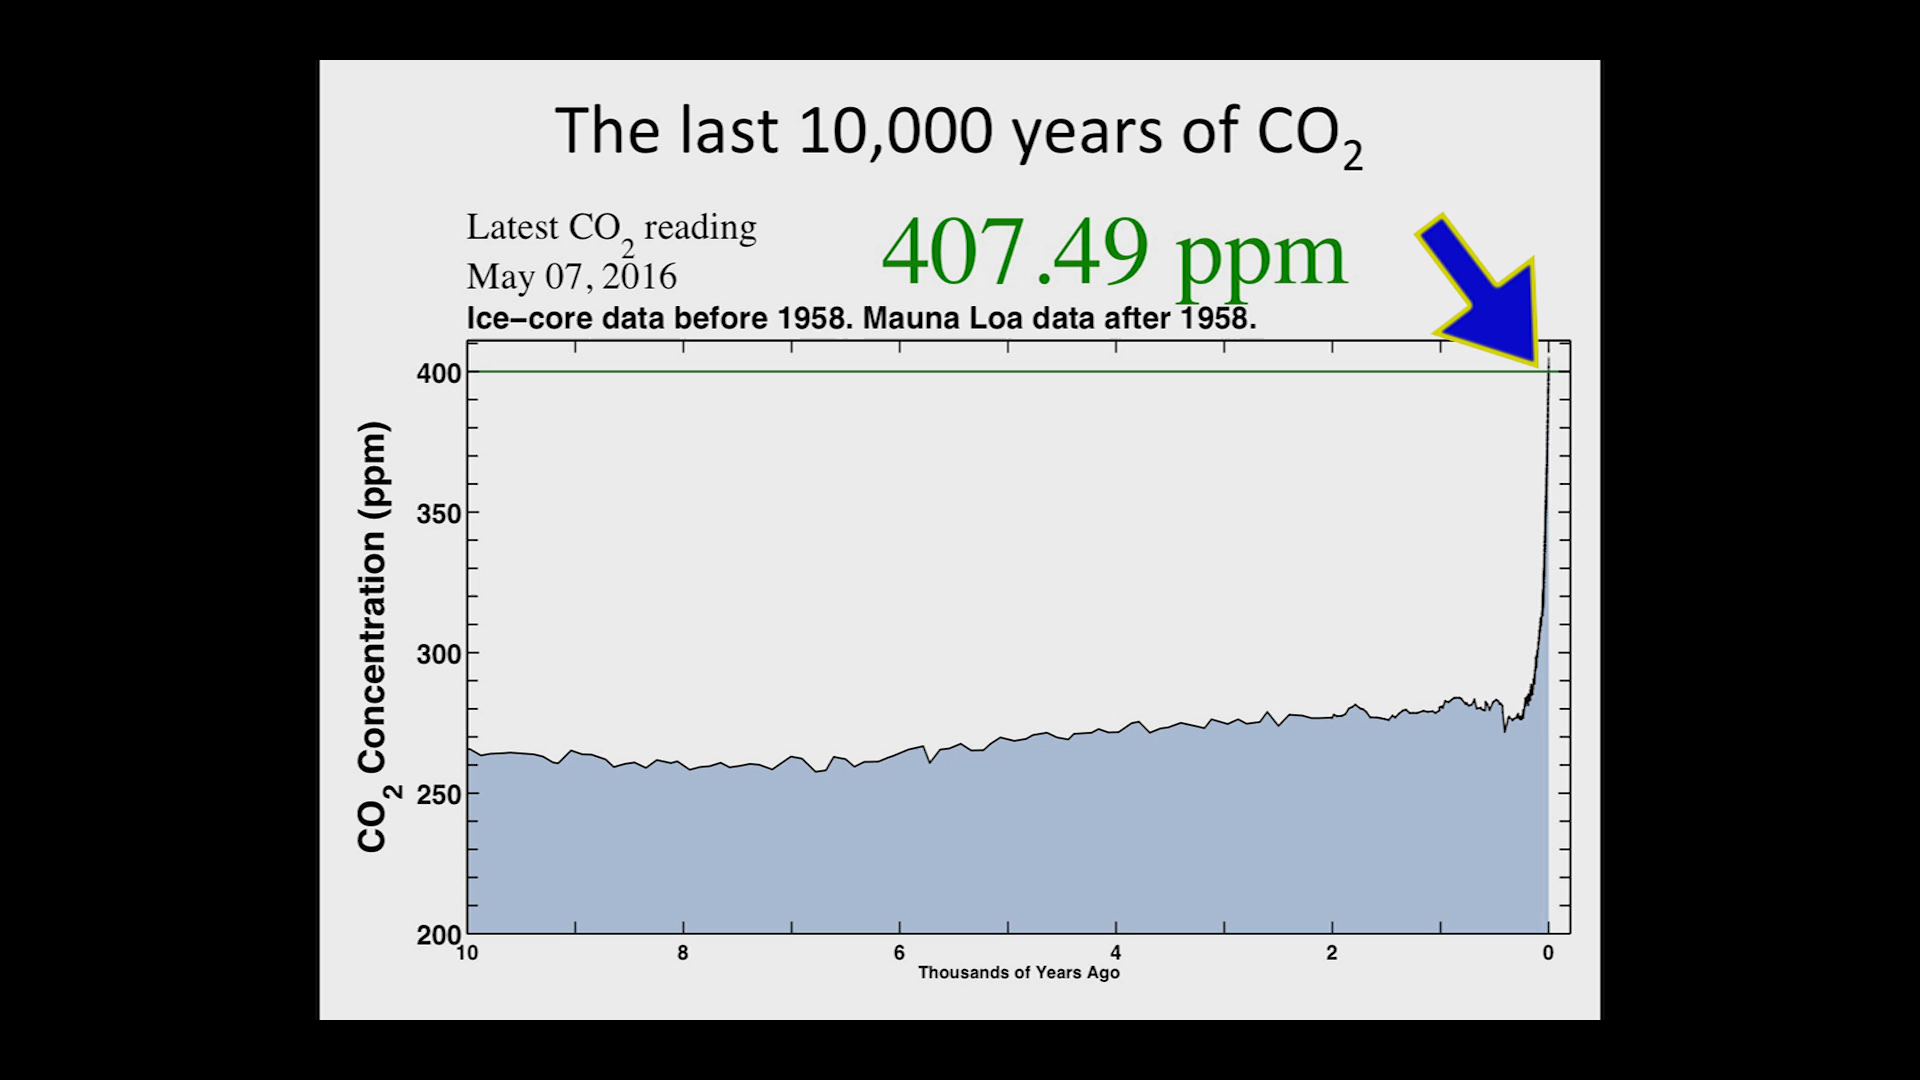 The last 10,000 years of CO₂
Latest CO₂ reading
May 07, 2016
407.49 ppm
Ice–core data before 1958. Mauna Loa data after 1958.
CO₂ Concentration (ppm)
400
350
300
250
200
10 8 6 4 2 0
Thousands of Years Ago